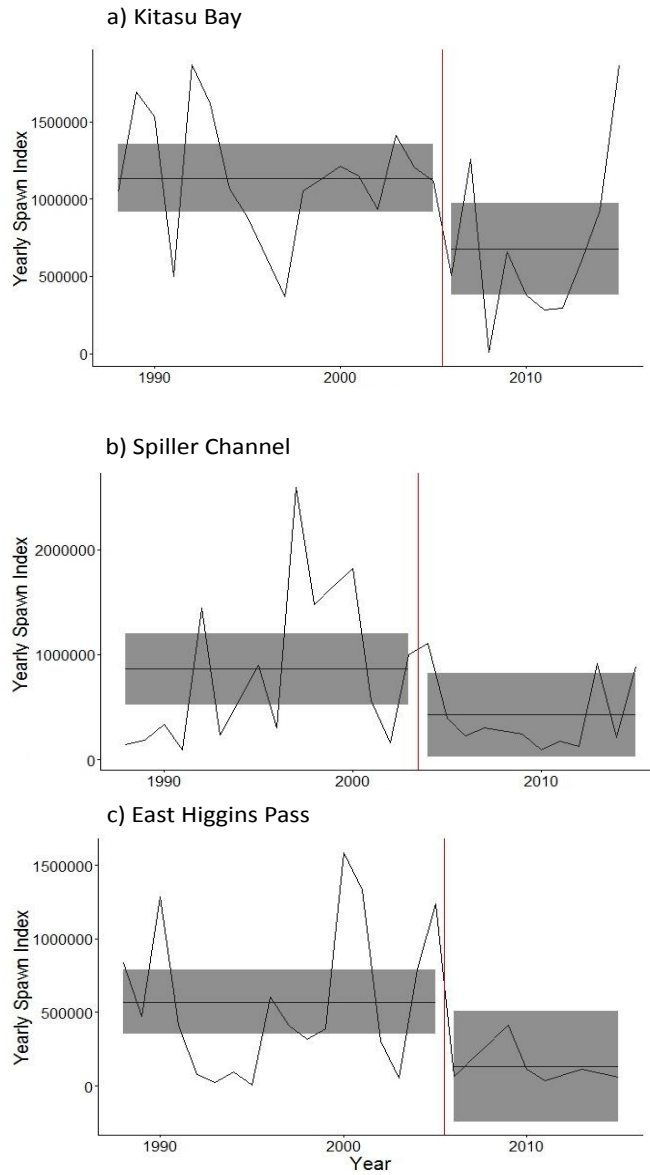 a) Kitasu Bay
Yearly Spawn Index
1500000
1000000
500000
0
1990
2000
2010
b) Spiller Channel
Yearly Spawn Index
2000000
1000000
0
1990
2000
2010
c) East Higgins Pass
Yearly Spawn Index
1500000
1000000
500000
0
1990
2000
2010
Year